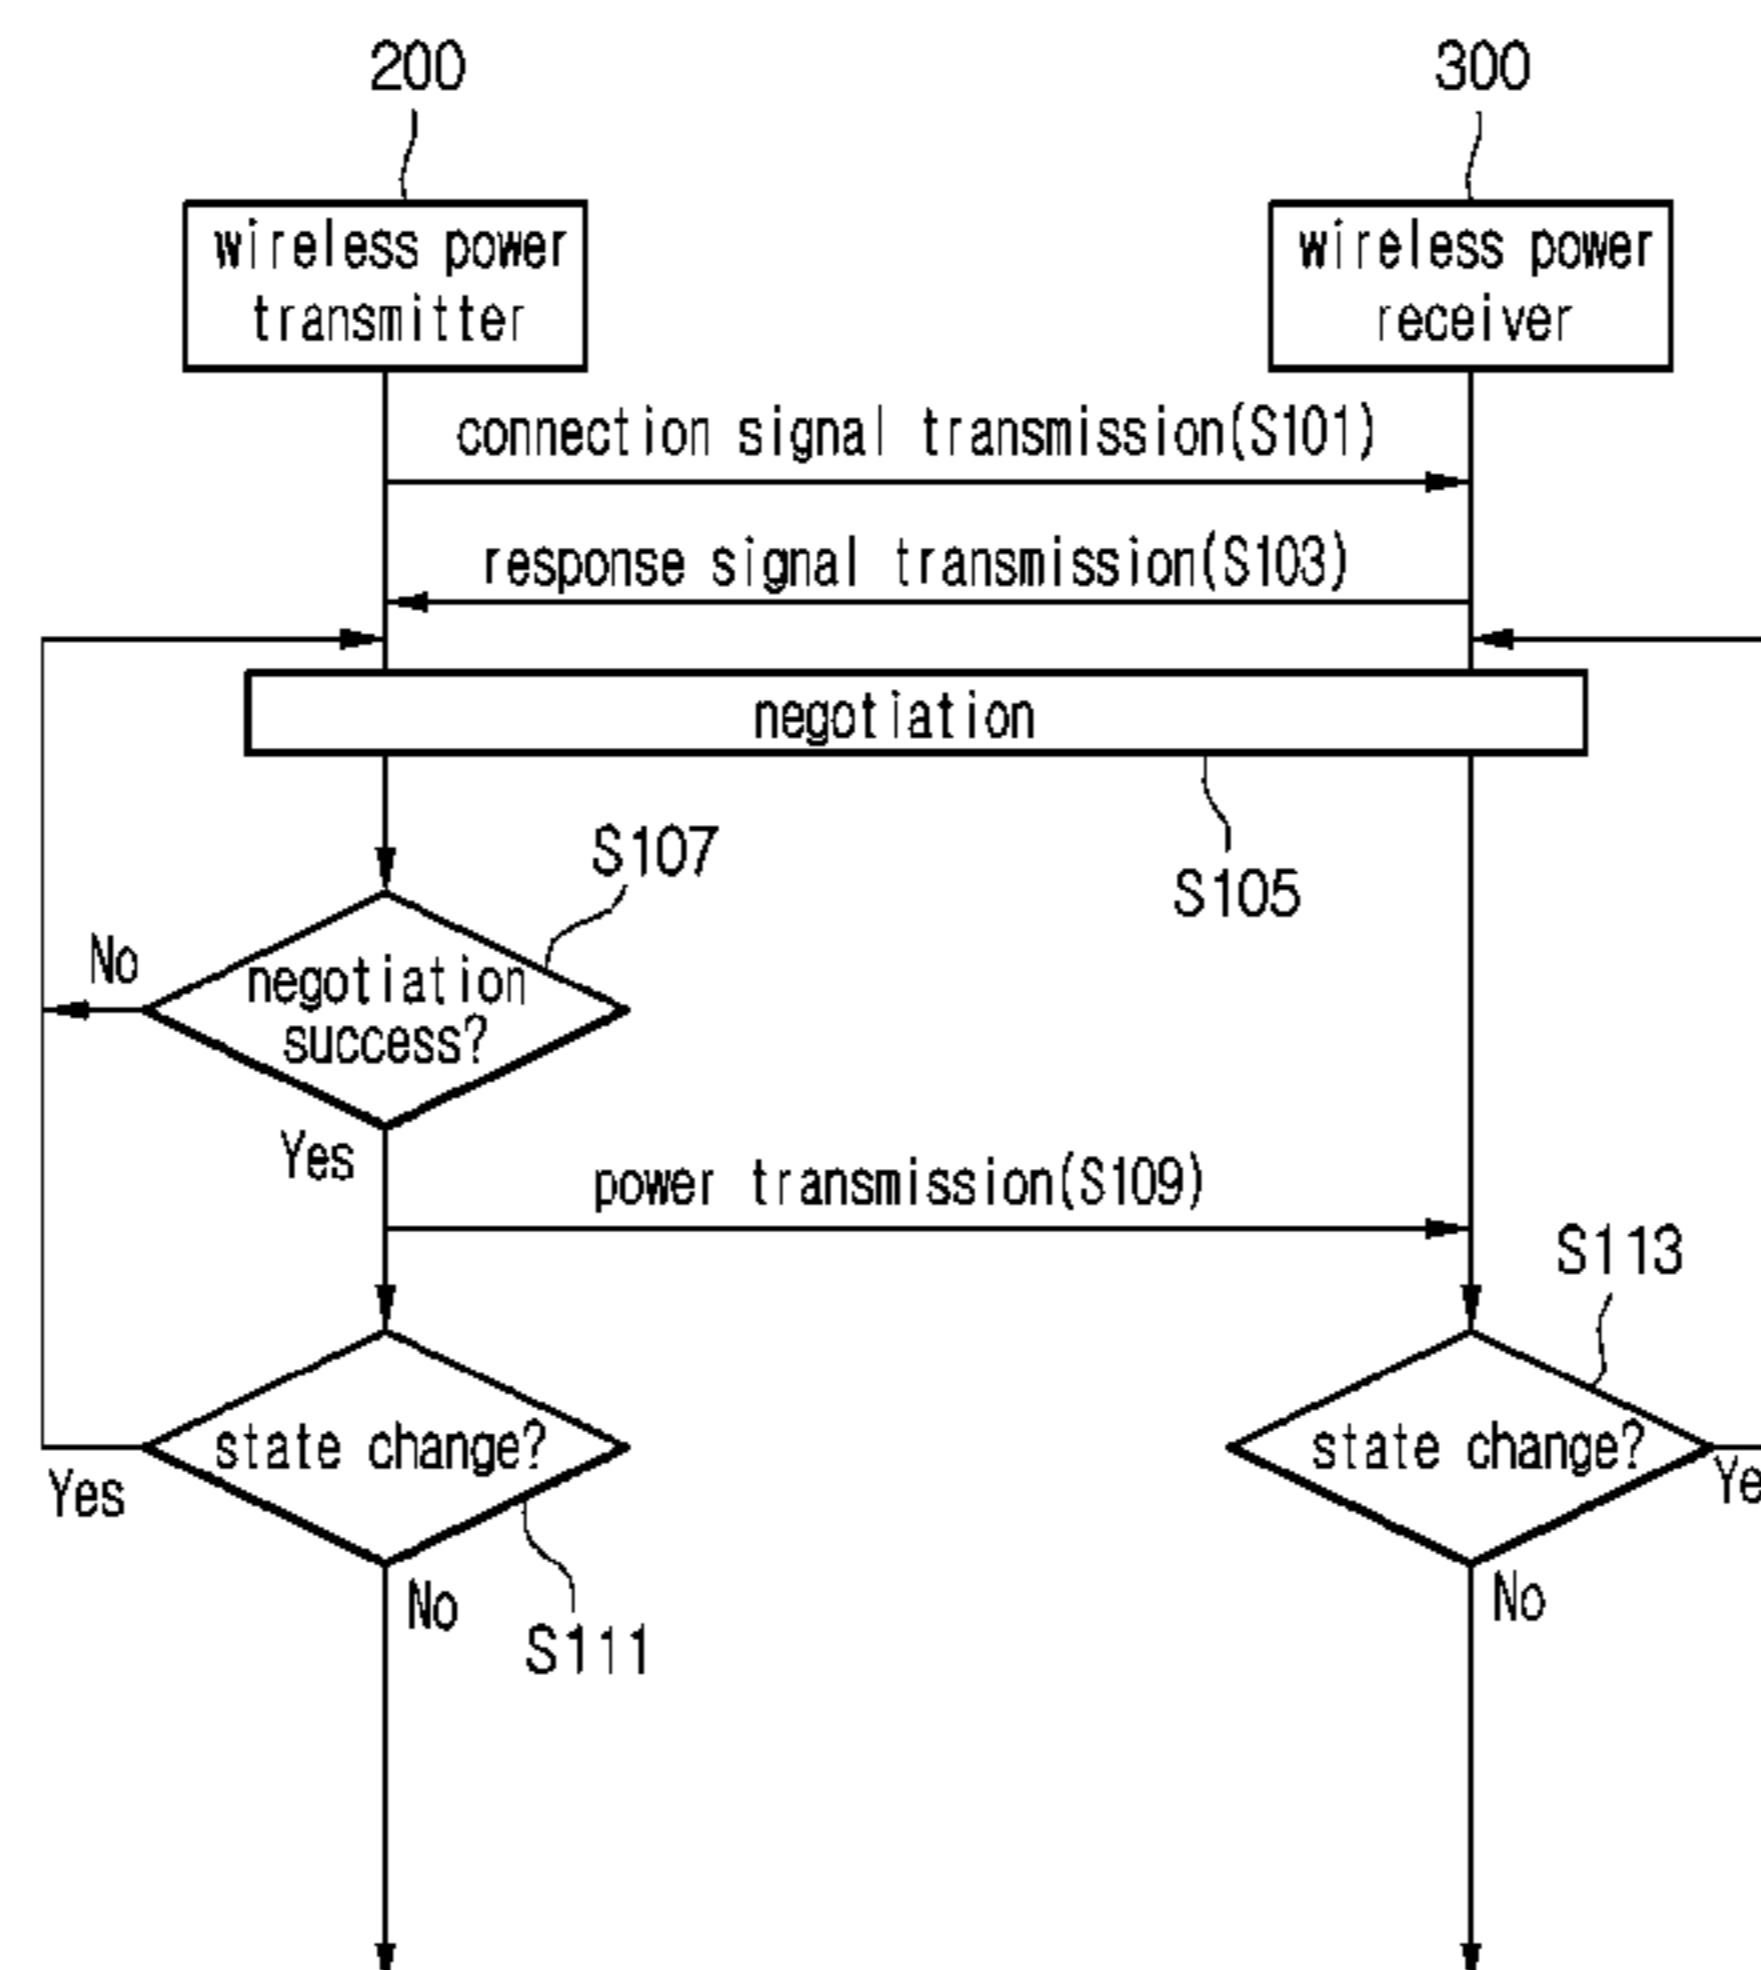 200
300
wireless power
transmitter
wireless power
receiver
connection signal transmission(S101)
response signal transmission(S103)
negotiation
S107
S105
No
negotiation
success?
Yes
power transmission(S109)
S113
state change?
state change?
Yes
Ye
No
No
S111